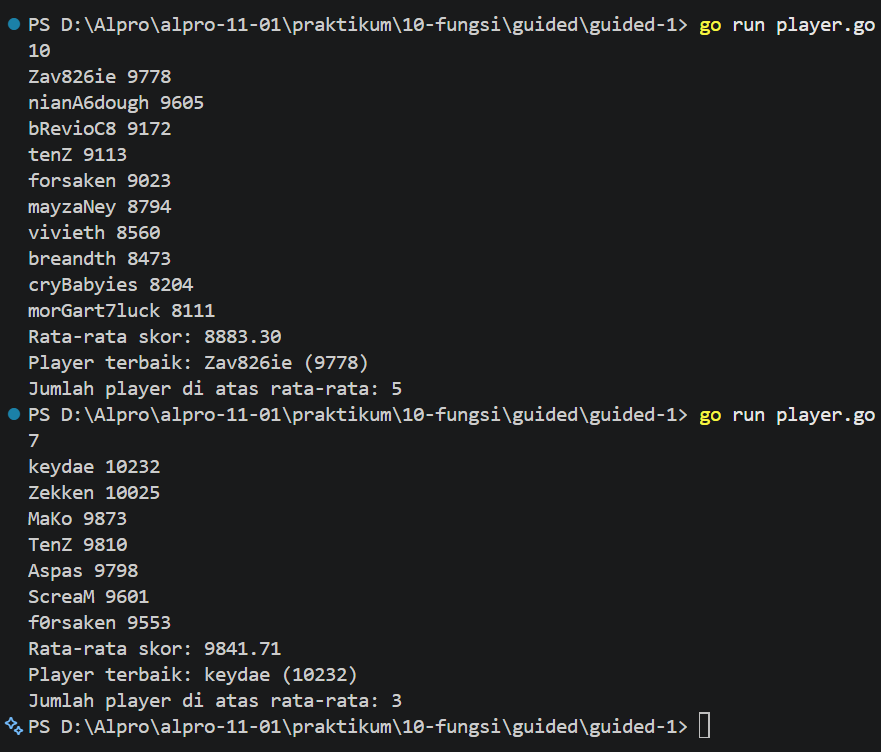 PS D:\Alpro\alpro-11-01\praktikum\10-fungsi\guided\guided-1> go run player.go
10
Zav826ie 9778
nianA6dough 9605
bRevioC8 9172
tenZ 9113
forsaken 9023
mayzaNey 8794
vivieth 8560
breandth 8473
cryBabyies 8204
morGart7luck 8111
Rata-rata skor: 8883.30
Player terbaik: Zav826ie (9778)
Jumlah player di atas rata-rata: 5
PS D:\Alpro\alpro-11-01\praktikum\10-fungsi\guided\guided-1> go run player.go
7
keydae 10232
Zekken 10025
MaKo 9873
TenZ 9810
Aspas 9798
ScreaM 9601
f0rsaken 9553
Rata-rata skor: 9841.71
Player terbaik: keydae (10232)
Jumlah player di atas rata-rata: 3
PS D:\Alpro\alpro-11-01\praktikum\10-fungsi\guided\guided-1>